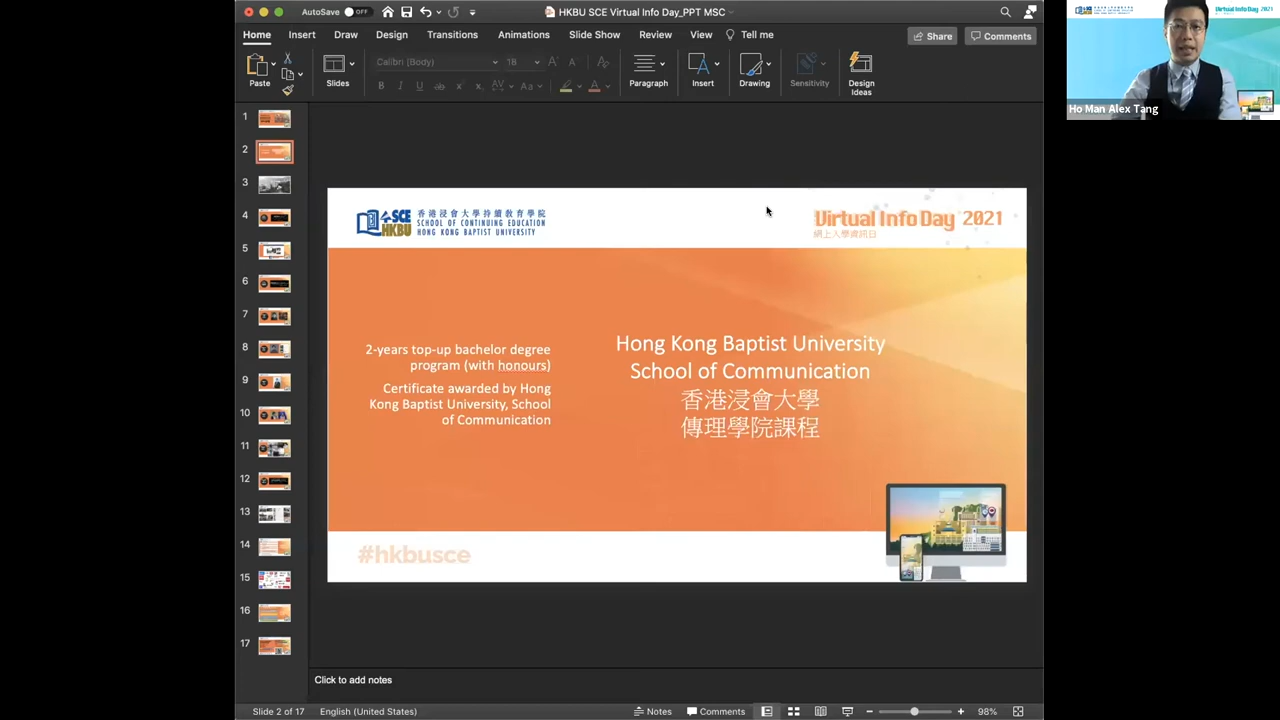 AutoSave
OFF
HKBU SCE Virtual Info Day_PPT MSC
Home
Insert
Draw
Design
Transitions
Animations
Slide Show
Review
View
Tell me
Share
Comments
Paste
Slides
Calibri (Body)
18
Paragraph
Insert
Drawing
Sensitivity
Design
Ideas
1
2
3
4
5
6
7
8
9
10
11
12
13
14
15
16
17
SCE
HKBU
香港浸會大學持續教育學院
SCHOOL OF CONTINUING EDUCATION
HONG KONG BAPTIST UNIVERSITY
Virtual Info Day 2021
網上入學資訊日
2-years top-up bachelor degree
program (with honours)
Certificate awarded by Hong
Kong Baptist University, School
of Communication
Hong Kong Baptist University
School of Communication
香港浸會大學
傳理學院課程
#hkbusce
Click to add notes
Slide 2 of 17
English (United States)
Notes
Comments
98%
Virtual Info Day 2021
Ho Man Alex Tang